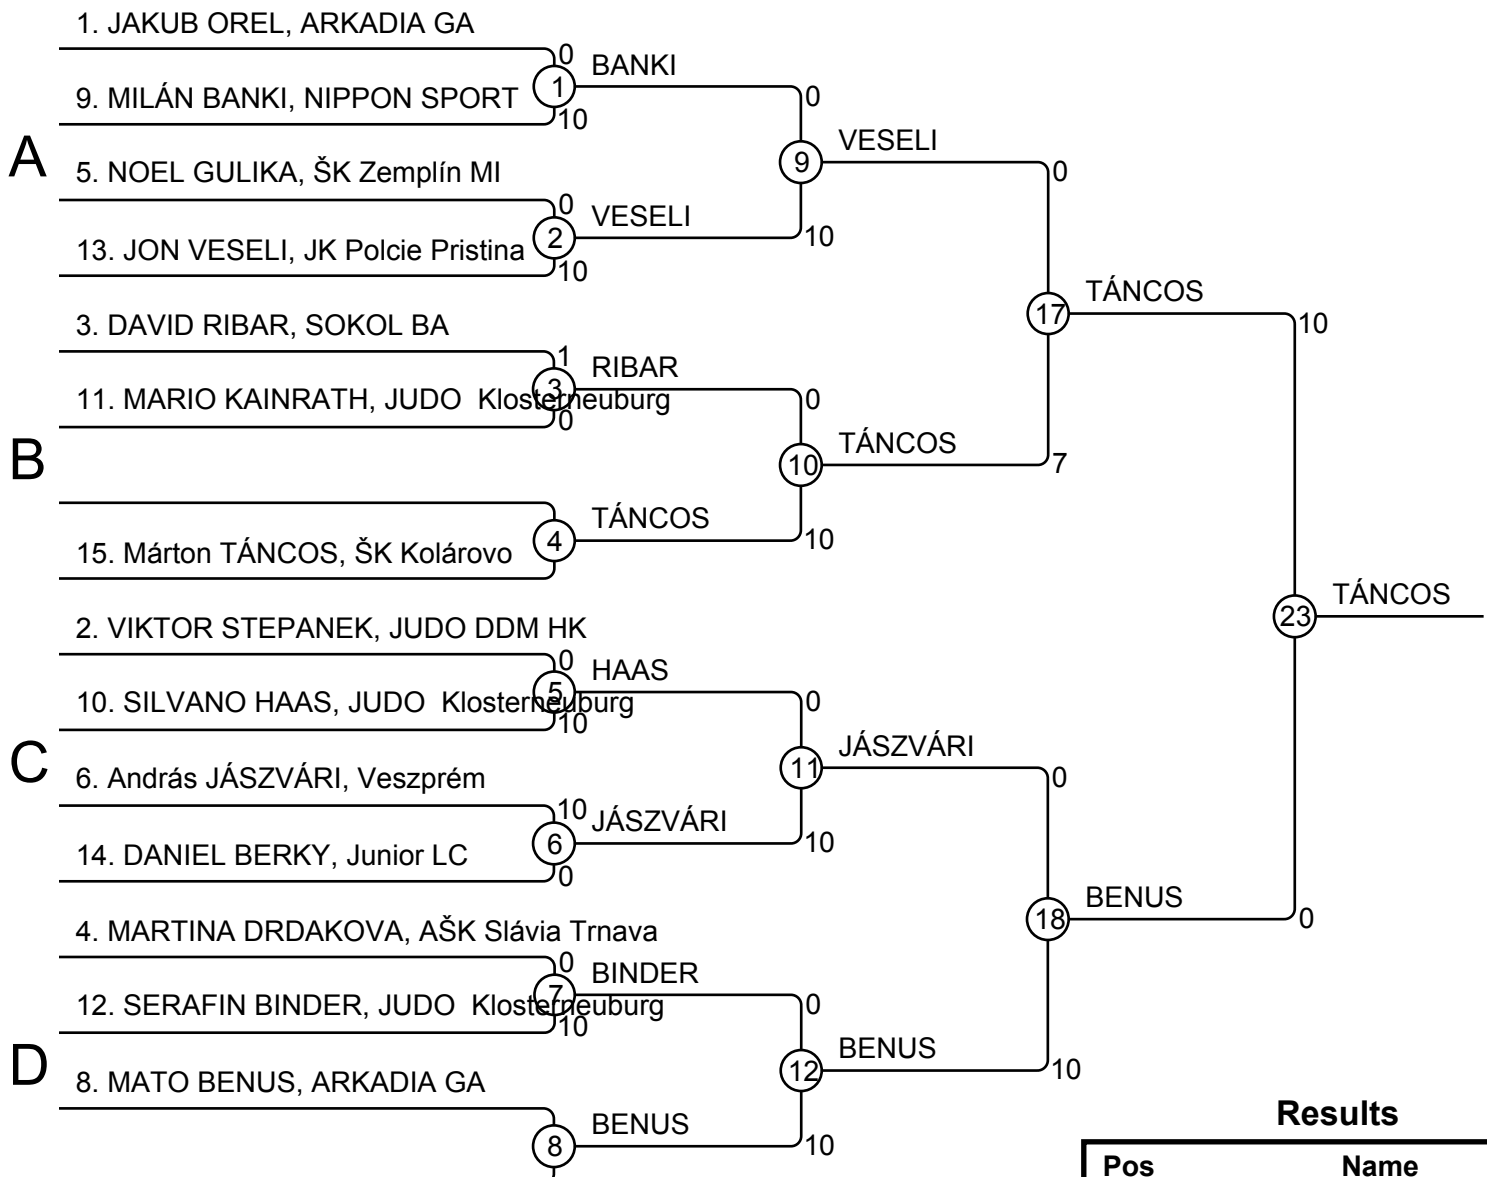 1. JAKUB OREL, ARKADIA GA
0
BANKI
1
0
9. MILÁN BANKI, NIPPON SPORT
10
A
VESELI
9
0
5. NOEL GULIKA, ŠK Zemplín MI
0
VESELI
2
10
13. JON VESELI, JK Polcie Pristina
10
TÁNCOS
17
10
3. DAVID RIBAR, SOKOL BA
1
RIBAR
3
0
11. MARIO KAINRATH, JUDO  Klosterneuburg
0
B
TÁNCOS
10
7
TÁNCOS
4
10
15. Márton TÁNCOS, ŠK Kolárovo
TÁNCOS
23
2. VIKTOR STEPANEK, JUDO DDM HK
0
HAAS
5
0
10. SILVANO HAAS, JUDO  Klosterneuburg
10
C
JÁSZVÁRI
11
0
6. András JÁSZVÁRI, Veszprém
10
JÁSZVÁRI
6
10
14. DANIEL BERKY, Junior LC
0
BENUS
18
0
4. MARTINA DRDAKOVA, AŠK Slávia Trnava
0
BINDER
7
0
12. SERAFIN BINDER, JUDO  Klosterneuburg
10
D
BENUS
12
10
8. MATO BENUS, ARKADIA GA
BENUS
8
10
Results
Pos Name